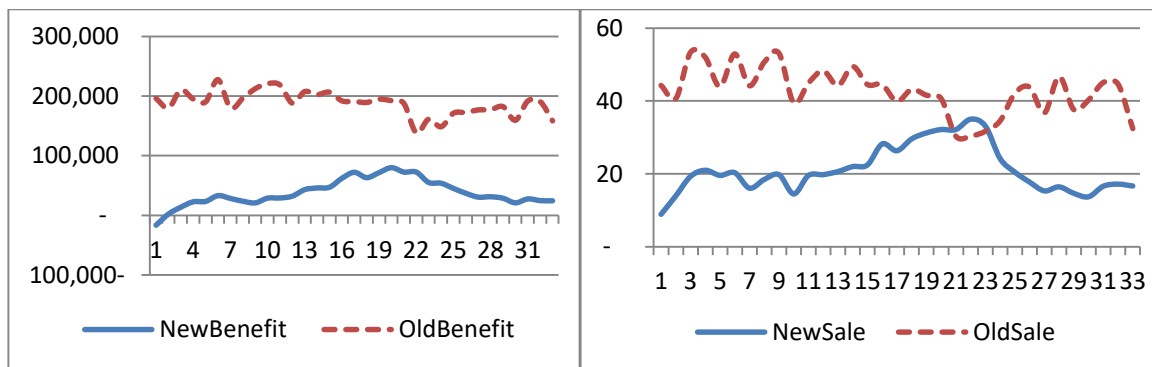 300,000
200,000
100,000
-
100,000-
1 4 7 10 13 16 19 22 25 28 31
NewBenefit OldBenefit
60
40
20
-
1 3 5 7 9 11 13 15 17 19 21 23 25 27 29 31 33
NewSale OldSale